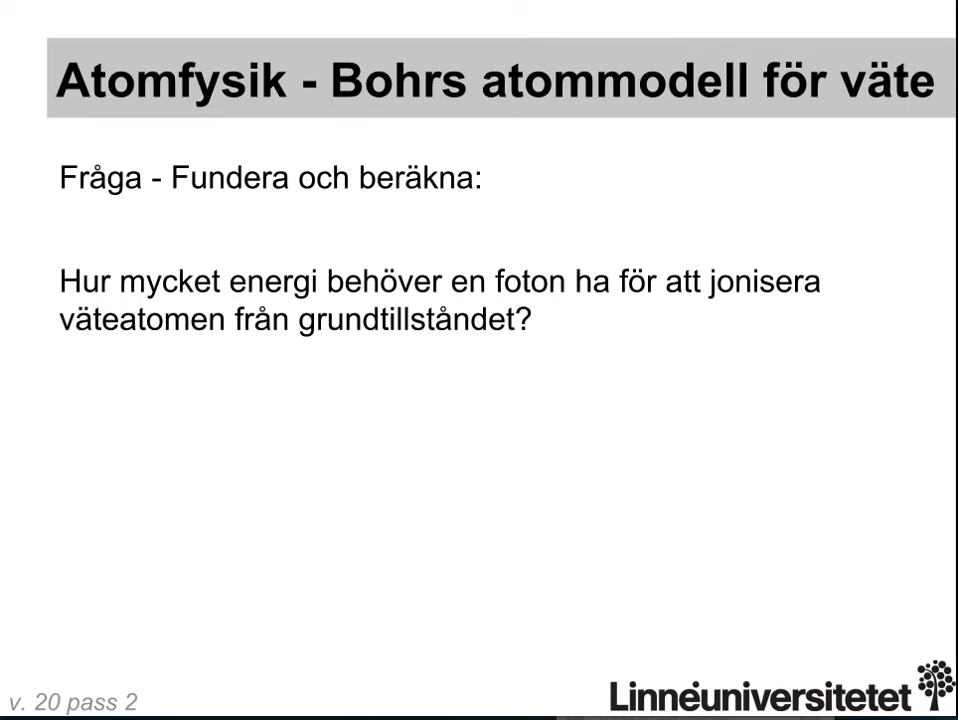 Atomfysik - Bohrs atommodell för väte
Fråga - Fundera och beräkna:
Hur mycket energi behöver en foton ha för att jonisera
väteatomen från grundtillståndet?
v. 20 pass 2
Linnéuniversitetet